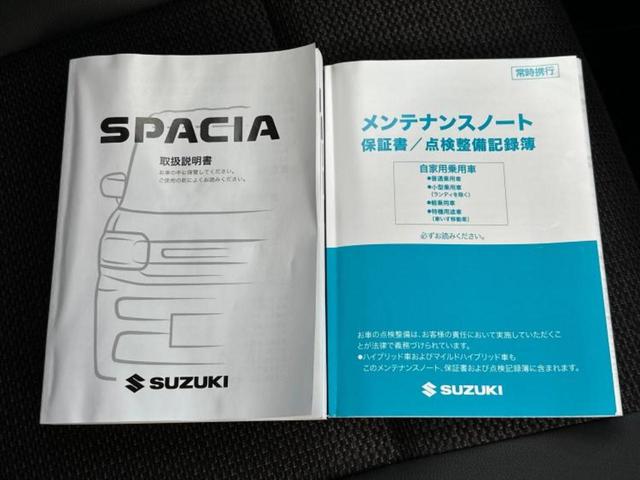 SPACIA
取扱説明書
お車の中に保管してください。
ご使用の前によくお読みください。
SUZUKI
常時携行
メンテナンスノート
保証書/点検整備記録簿
自家用乗用車
●普通乗用車
●小型乗用車
(ランディを除く)
●軽乗用車
●特種用途車
(車いす移動車)
必ずお読みください。
お車の点検整備は、お客様の責任において実施していただくこ
とが法律で義務づけられています。
●ハイブリッド車およびマイルドハイブリッド車も
このメンテナンスノート、保証書および点検記録簿に含まれます。
SUZUKI